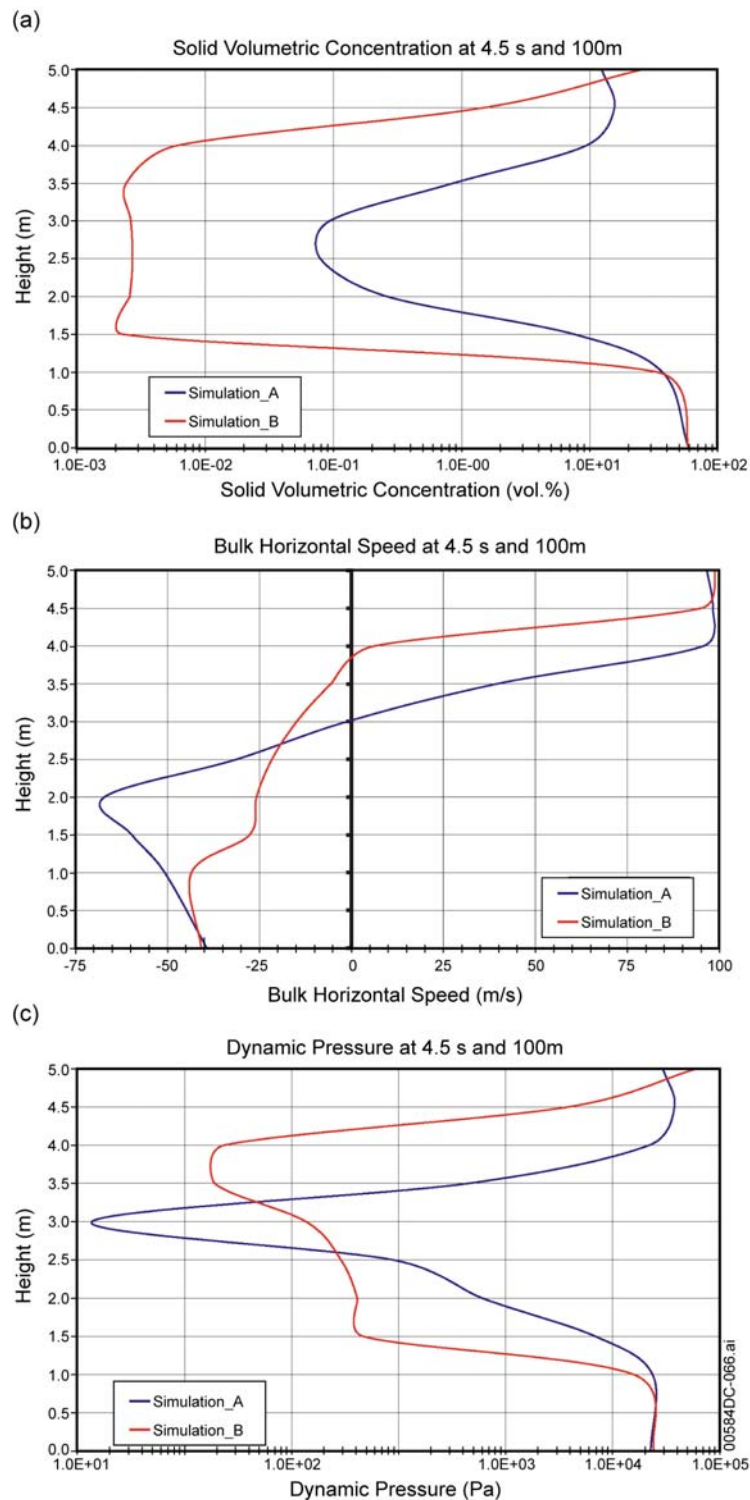 (a)
Solid Volumetric Concentration at 4.5 s and 100m
5.0
4.5
4.0
3.5
3.0
2.5
2.0
1.5
1.0
0.5
0.0
Height (m)
Simulation_A
Simulation_B
1.0E-03 1.0E-02 1.0E-01 1.0E-00 1.0E+01 1.0E+02
Solid Volumetric Concentration (vol.%)
(b)
Bulk Horizontal Speed at 4.5 s and 100m
5.0
4.5
4.0
3.5
3.0
2.5
2.0
1.5
1.0
0.5
0.0
Height (m)
Simulation_A
Simulation_B
-75 -50 -25 0 25 50 75 100
Bulk Horizontal Speed (m/s)
(c)
Dynamic Pressure at 4.5 s and 100m
5.0
4.5
4.0
3.5
3.0
2.5
2.0
1.5
1.0
0.5
0.0
Height (m)
Simulation_A
Simulation_B
00584DC-066.ai
1.0E+01 1.0E+02 1.0E+03 1.0E+04 1.0E+05
Dynamic Pressure (Pa)